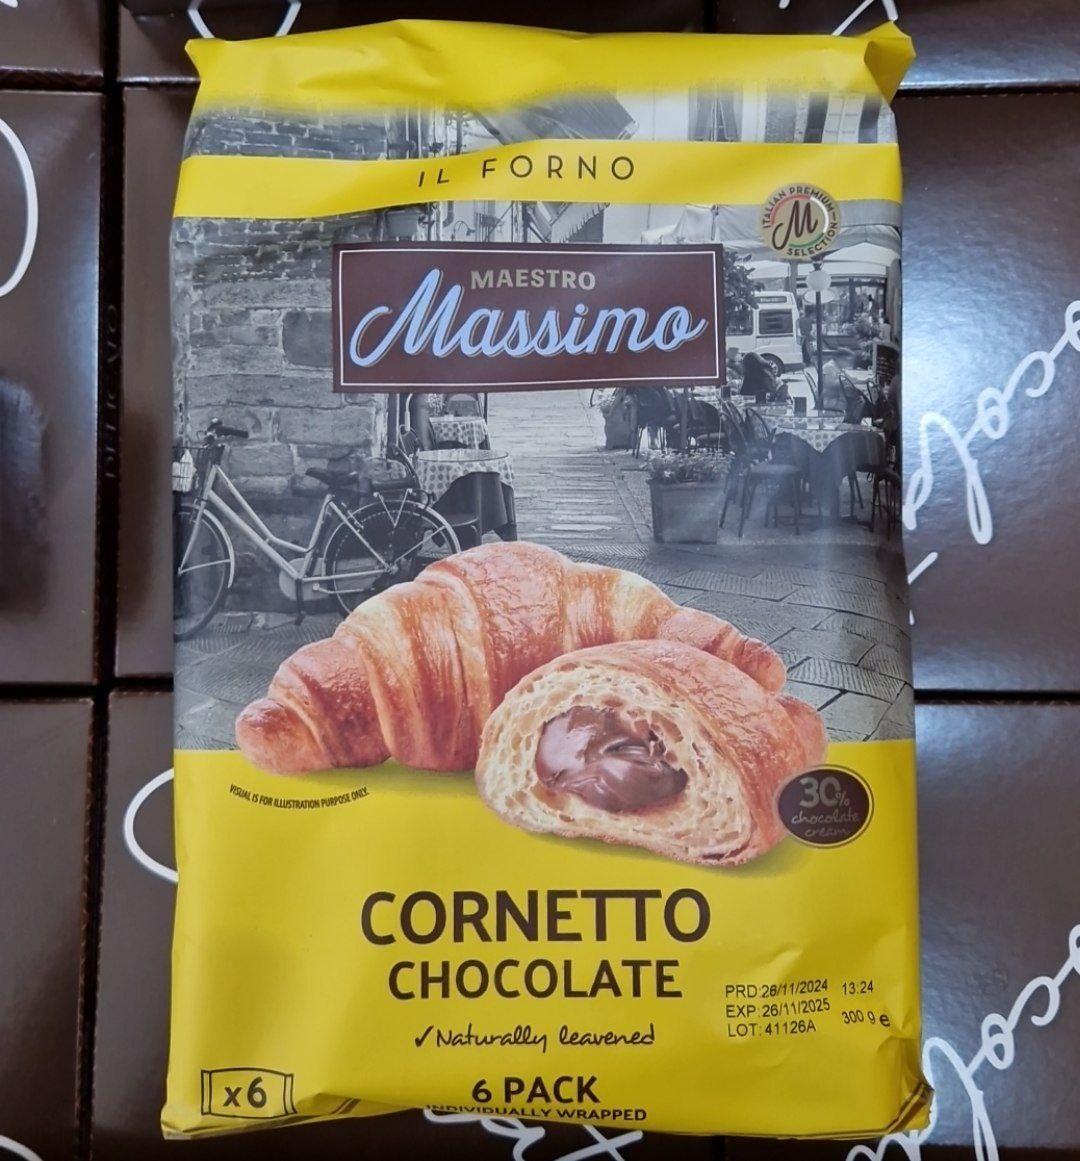 IL FORNO
ITALIAN PREMIUM
M
SELECTION
MAESTRO
Massimo
VISUAL IS FOR ILLUSTRATION PURPOSE ONLY.
30%
chocolate
cream
CORNETTO
CHOCOLATE
PRD:26/11/2024 13:24
EXP:26/11/2025
LOT:41126A 300 g e
✓Naturally leavened
x6
6 PACK
INDIVIDUALLY WRAPPED